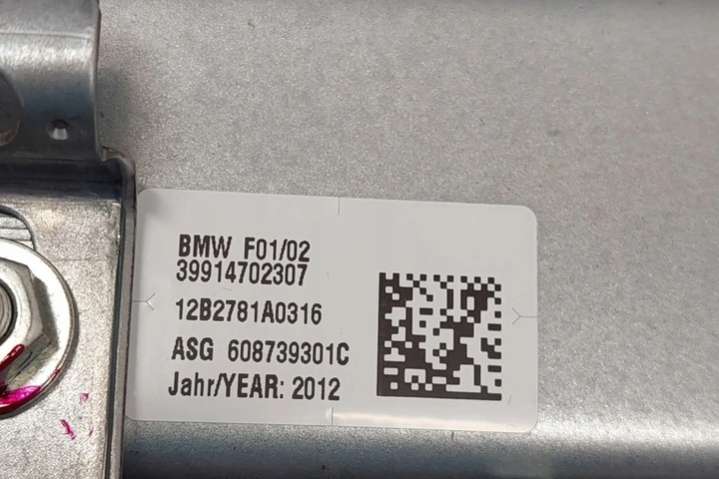 BMW F01/02
39914702307
12B2781A0316
ASG 608739301C
Jahr/YEAR: 2012